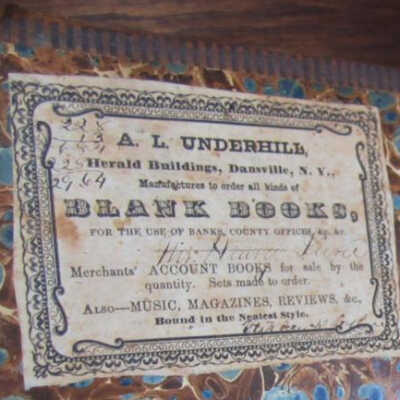 A. L. UNDERHILL,
Herald Buildings, Dansville, N. Y.,
Manufactures to order all kinds of
BLANK BOOKS,
FOR THE USE OF BANKS, COUNTY OFFICES, &c. &c.
Merchants' ACCOUNT BOOKS for sale by the
quantity. Sets made to order.
ALSO—MUSIC, MAGAZINES, REVIEWS, &c.,
Bound in the Neatest Style.